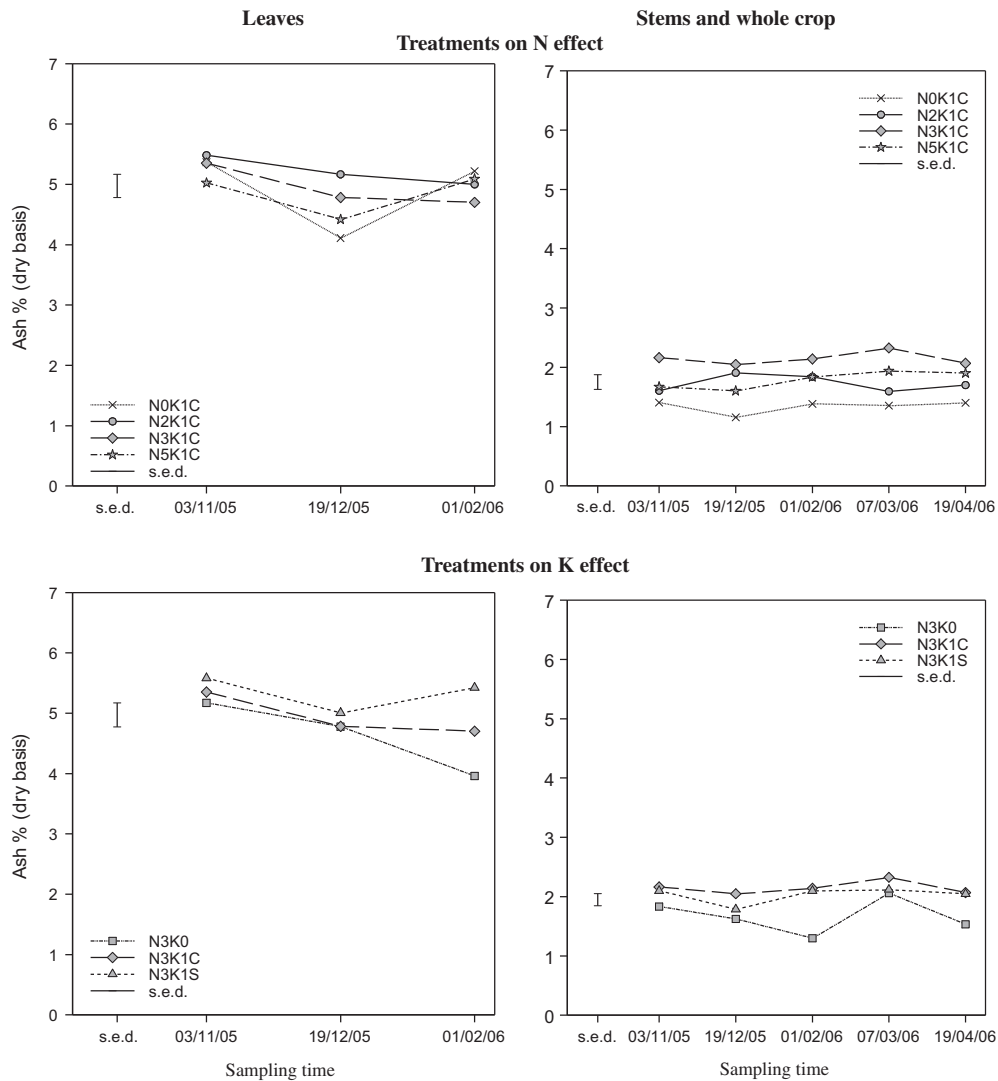 Leaves
Stems and whole crop
Treatments on N effect
Ash % (dry basis)
7
6
5
4
3
2
1
0
N0K1C
N2K1C
N3K1C
N5K1C
s.e.d.
s.e.d.
03/11/05
19/12/05
01/02/06
7
6
5
4
3
2
1
0
N0K1C
N2K1C
N3K1C
N5K1C
s.e.d.
s.e.d.
03/11/05
19/12/05
01/02/06
07/03/06
19/04/06
Treatments on K effect
Ash % (dry basis)
7
6
5
4
3
2
1
0
N3K0
N3K1C
N3K1S
s.e.d.
s.e.d.
03/11/05
19/12/05
01/02/06
Sampling time
7
6
5
4
3
2
1
0
N3K0
N3K1C
N3K1S
s.e.d.
s.e.d.
03/11/05
19/12/05
01/02/06
07/03/06
19/04/06
Sampling time